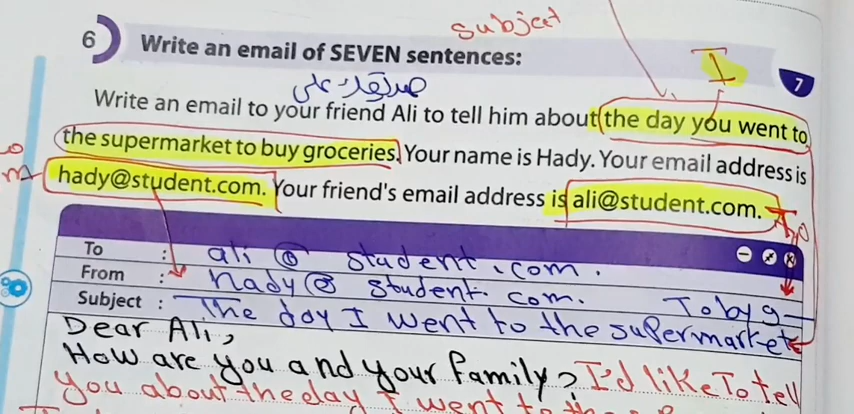 subject
6 Write an email of SEVEN sentences:
I
7
صديقك على
Write an email to your friend Ali to tell him about the day you went to
the supermarket to buy groceries. Your name is Hady. Your email address is
hady@student.com. Your friend's email address is ali@student.com.
To : ali@student.com.
From : hady@student.com.
To by g
Subject : The day I went to the supermarket
Dear Ali,
How are you and your family? I'd like To tell
you about the day I went to the